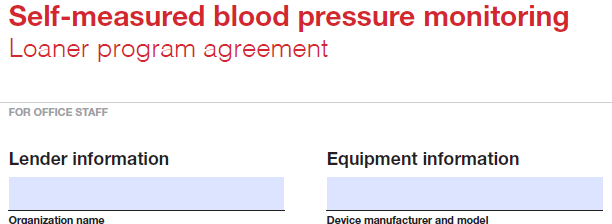 Self-measured blood pressure monitoring
Loaner program agreement
FOR OFFICE STAFF
Lender information
Equipment information
Organization name
Device manufacturer and model